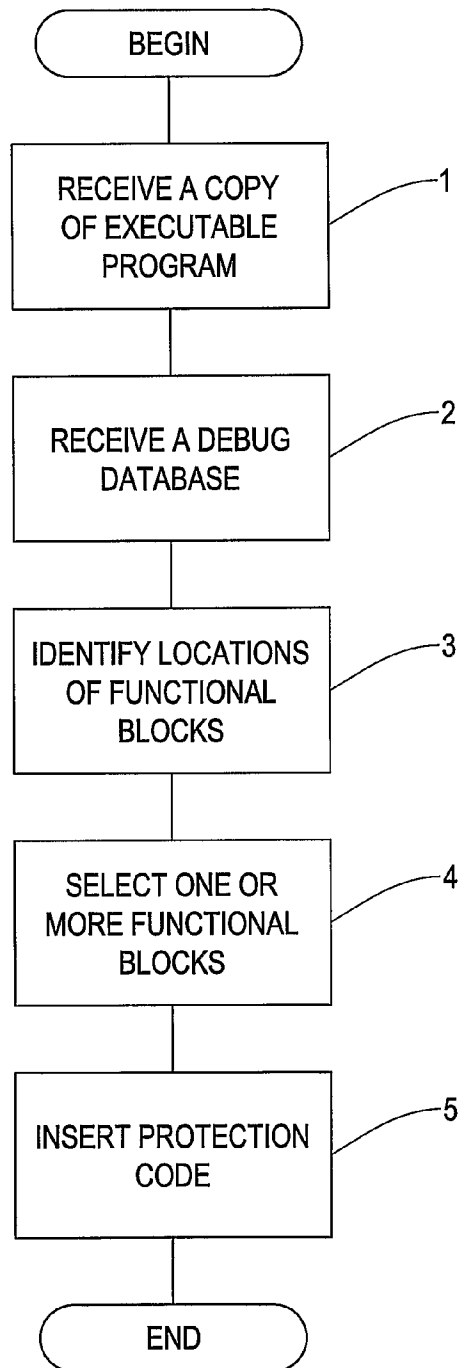 BEGIN
RECEIVE A COPY
OF EXECUTABLE
PROGRAM
1
RECEIVE A DEBUG
DATABASE
2
IDENTIFY LOCATIONS
OF FUNCTIONAL
BLOCKS
3
SELECT ONE OR
MORE FUNCTIONAL
BLOCKS
4
INSERT PROTECTION
CODE
5
END